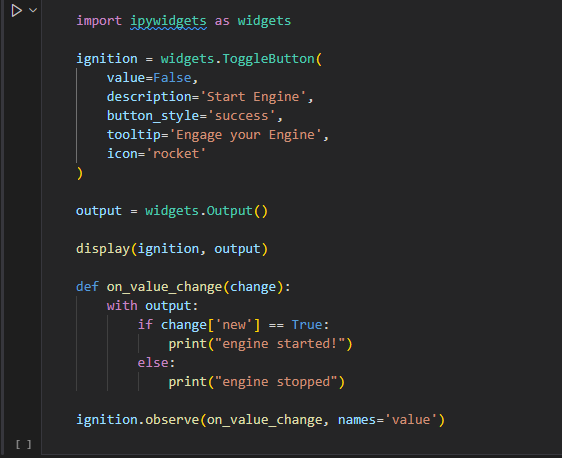 import ipywidgets as widgets
ignition = widgets.ToggleButton(
    value=False,
    description='Start Engine',
    button_style='success',
    tooltip='Engage your Engine',
    icon='rocket'
)
output = widgets.Output()
display(ignition, output)
def on_value_change(change):
    with output:
        if change['new'] == True:
            print("engine started!")
        else:
            print("engine stopped")
ignition.observe(on_value_change, names='value')
[ ]